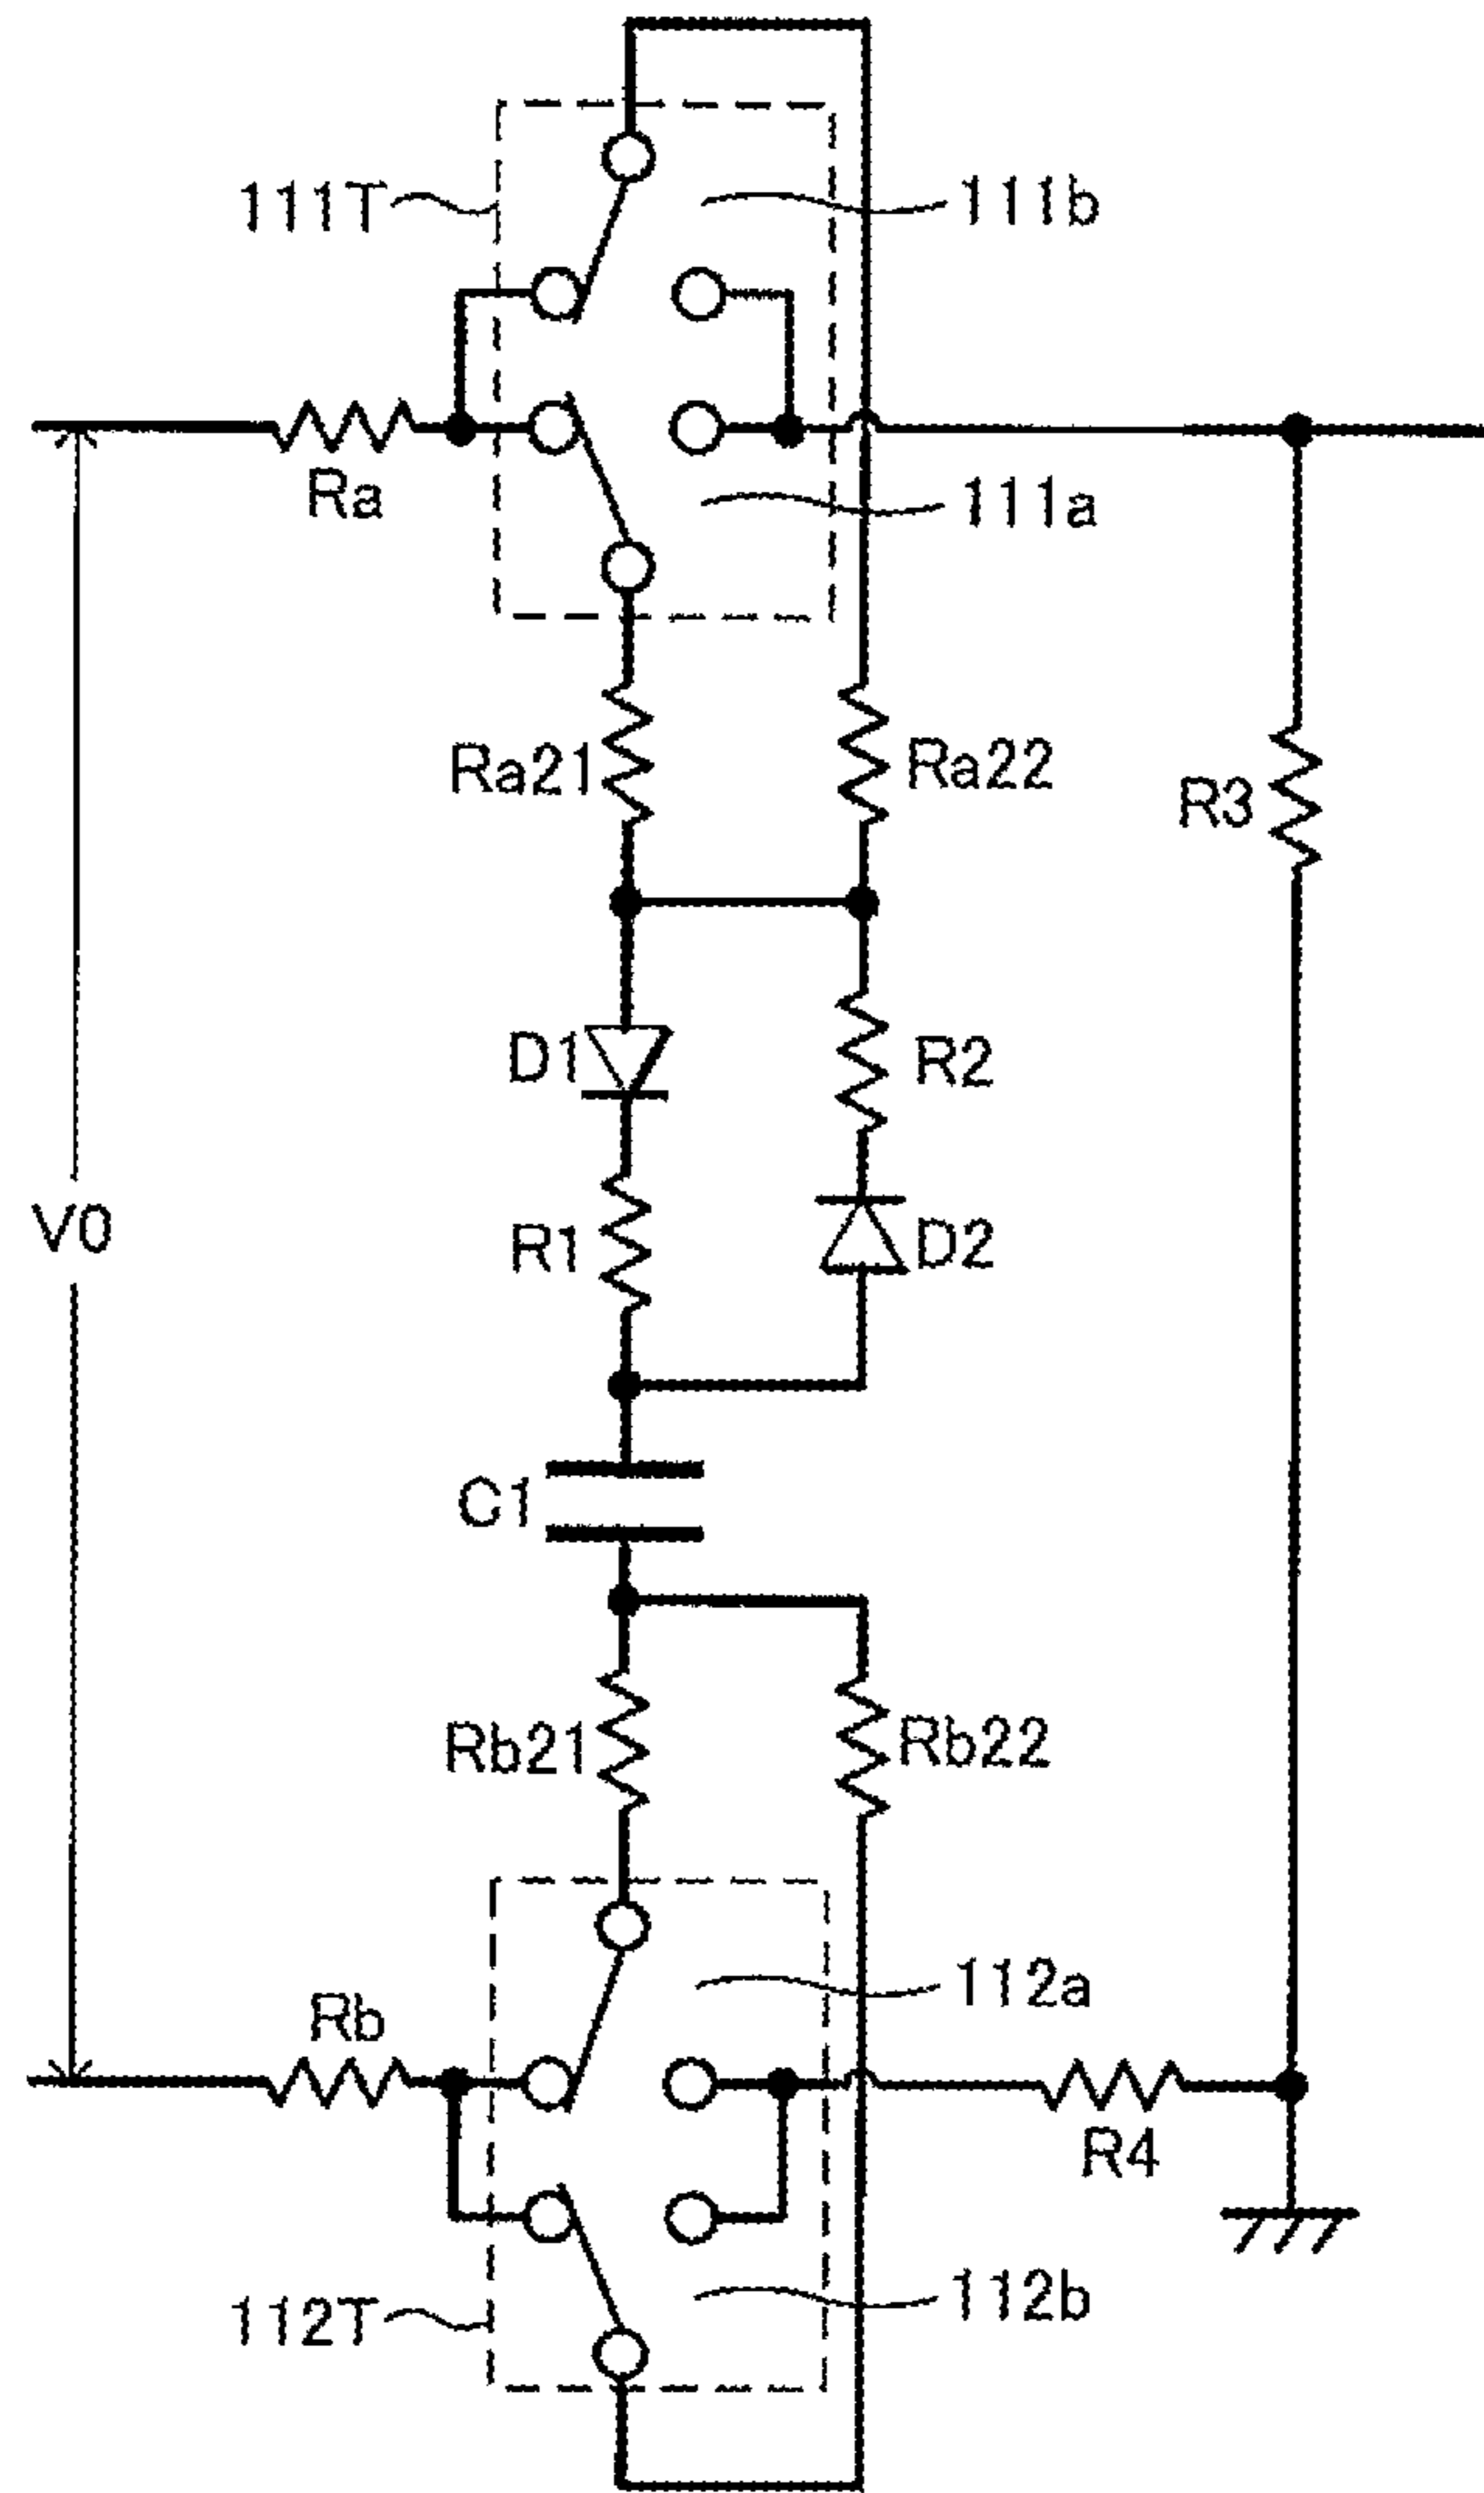 111T
111b
Ra
111a
Ra21
Ra22
R3
D1
R2
V0
R1
D2
C1
Rb21
Rb22
112a
Rb
R4
112T
112b